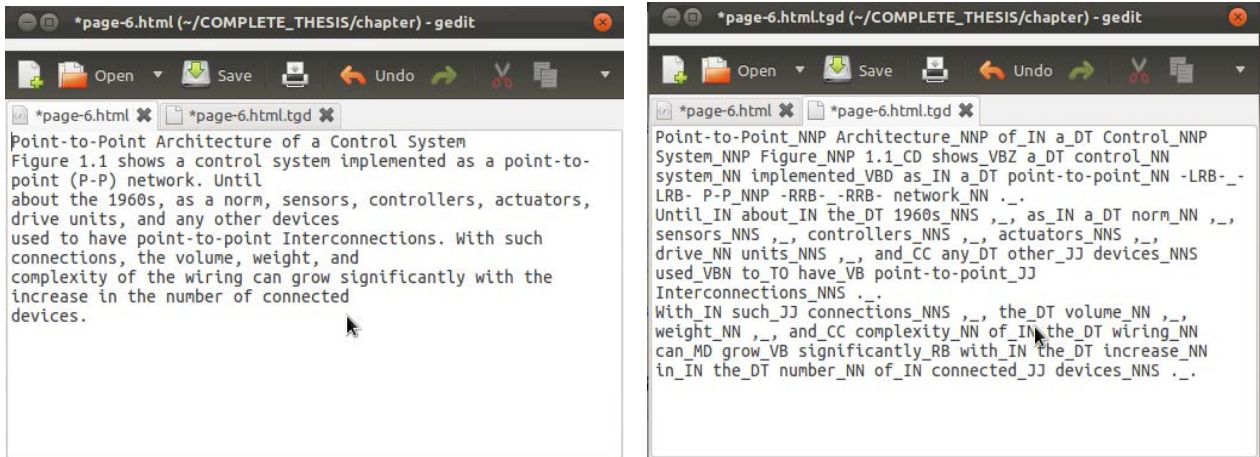 *page-6.html (~/COMPLETE_THESIS/chapter) - gedit
Open Save Undo
*page-6.html *page-6.html.tgd
Point-to-Point Architecture of a Control System
Figure 1.1 shows a control system implemented as a point-to-
point (P-P) network. Until
about the 1960s, as a norm, sensors, controllers, actuators,
drive units, and any other devices
used to have point-to-point Interconnections. With such
connections, the volume, weight, and
complexity of the wiring can grow significantly with the
increase in the number of connected
devices.
*page-6.html.tgd (~/COMPLETE_THESIS/chapter) - gedit
Open Save Undo
*page-6.html *page-6.html.tgd
Point-to-Point_NNP Architecture_NNP of_IN a_DT Control_NNP
System_NNP Figure_NNP 1.1_CD shows_VBZ a_DT control_NN
system_NN implemented_VBD as_IN a_DT point-to-point_NN -LRB-_-
LRB- P-P_NNP -RRB-_-RRB- network_NN ._.
Until_IN about_IN the_DT 1960s_NNS ,_, as_IN a_DT norm_NN ,_,
sensors_NNS ,_, controllers_NNS ,_, actuators_NNS ,_,
drive_NN units_NNS ,_, and_CC any_DT other_JJ devices_NNS
used_VBN to_TO have_VB point-to-point_JJ
Interconnections_NNS ._.
With_IN such_JJ connections_NNS ,_, the_DT volume_NN ,_,
weight_NN ,_, and_CC complexity_NN of_IN the_DT wiring_NN
can_MD grow_VB significantly_RB with_IN the_DT increase_NN
in_IN the_DT number_NN of_IN connected_JJ devices_NNS ._.